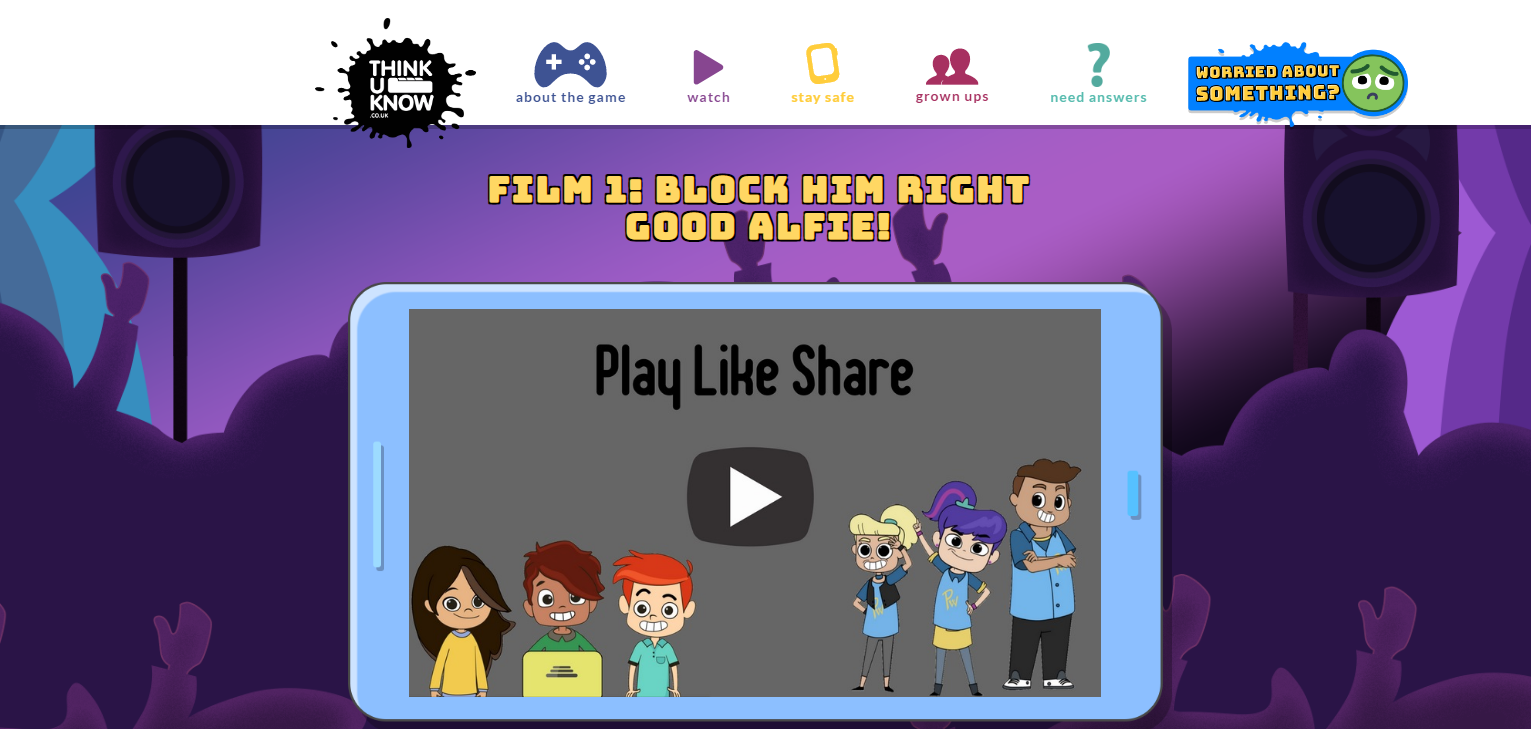 THINK
U
KNOW
.CO.UK
about the game
watch
stay safe
grown ups
need answers
WORRIED ABOUT
SOMETHING?
FILM 1: BLOCK HIM RIGHT
GOOD ALFIE!
Play Like Share
PW